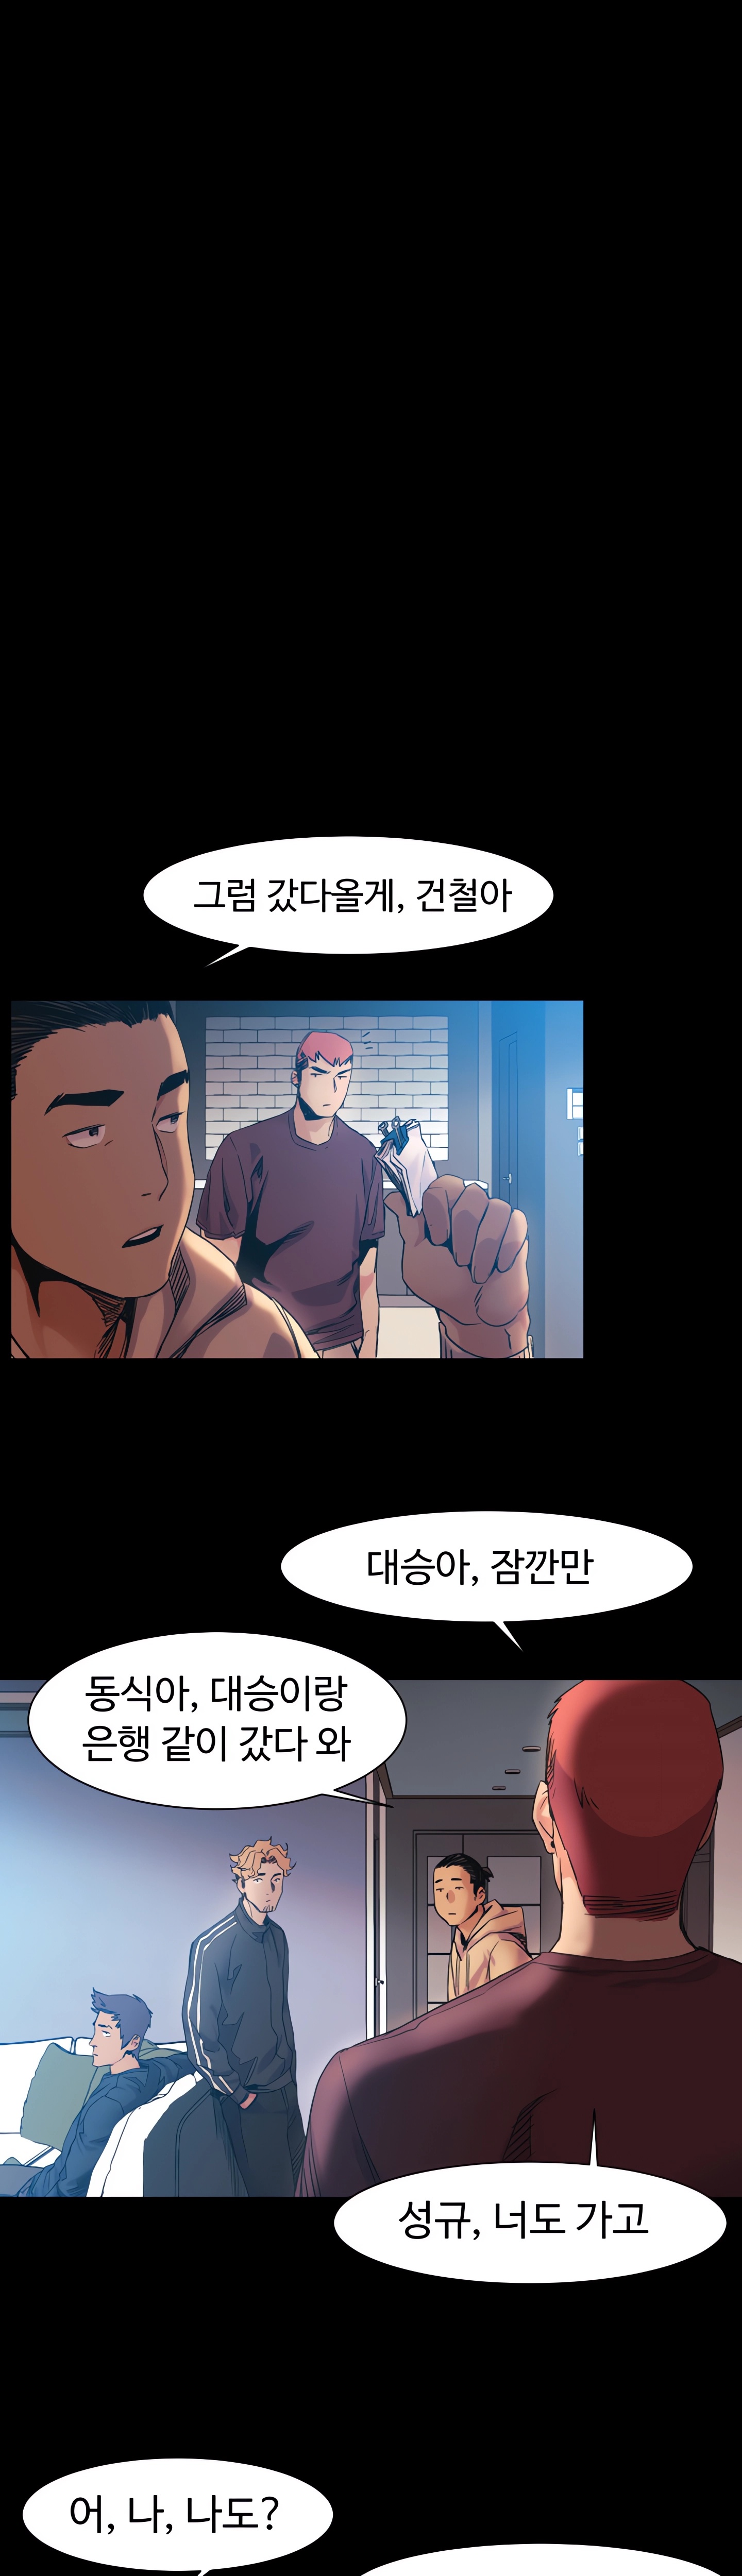 그럼 갔다올게, 건철아
대승아, 잠깐만
동식아, 대승이랑
은행 같이 갔다 와
성규, 너도 가고
어, 나, 나도?